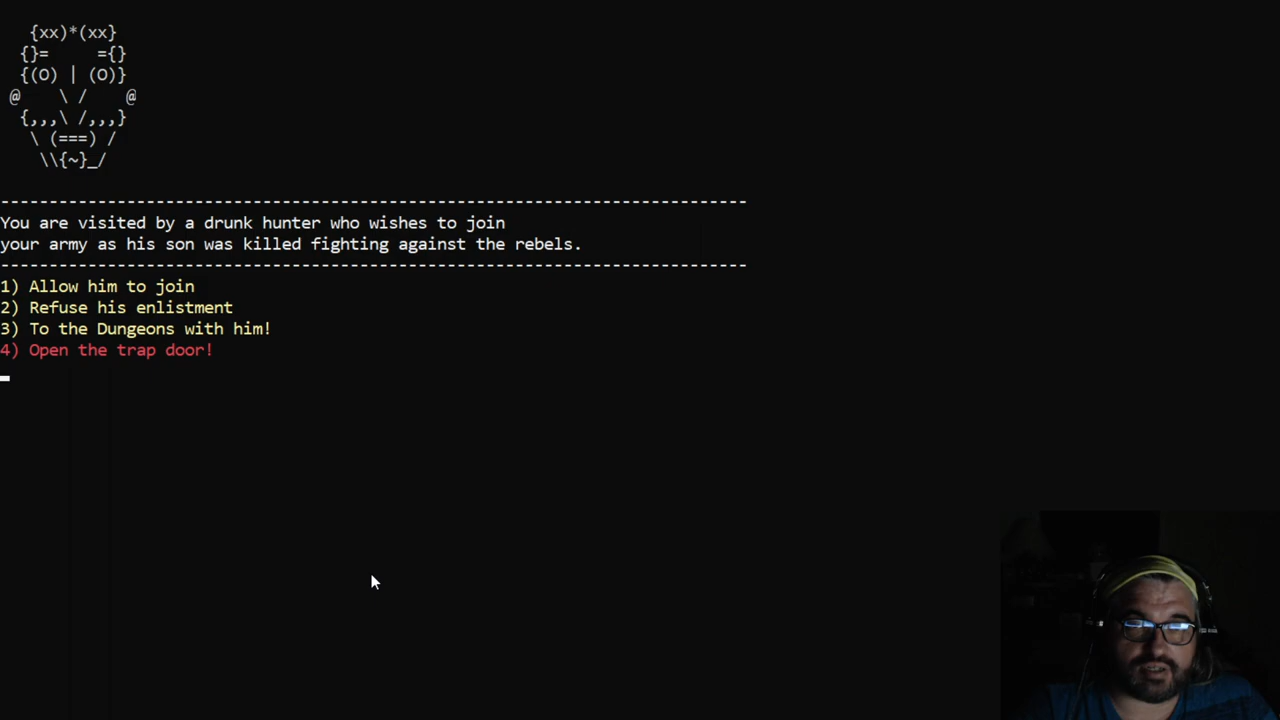 {xx)*(xx}
{}=     ={}
{(O) | (O)}
@    \ /    @
{,,,\ /,,,}
\ (===) /
\\{~}_/
-----------------------------------------------------------------------------
You are visited by a drunk hunter who wishes to join
your army as his son was killed fighting against the rebels.
-----------------------------------------------------------------------------
1) Allow him to join
2) Refuse his enlistment
3) To the Dungeons with him!
4) Open the trap door!